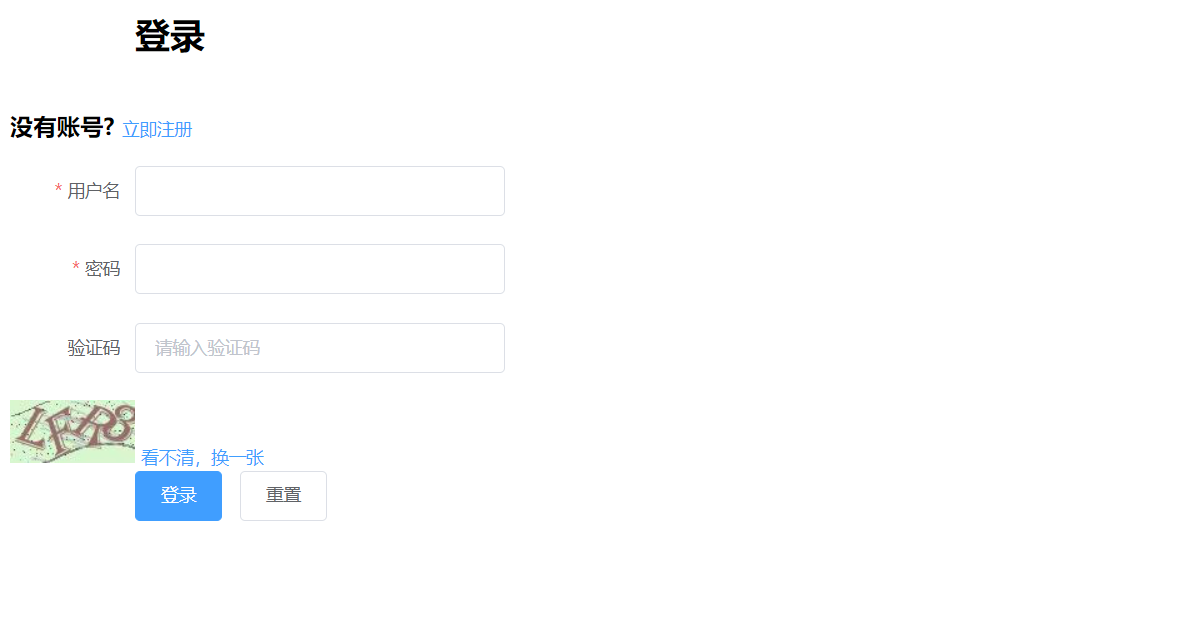 登录
没有账号? 立即注册
* 用户名
* 密码
验证码 请输入验证码
LFR3
看不清，换一张
登录 重置